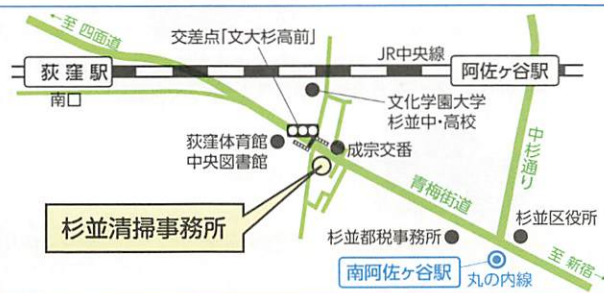 ←至 四面道
交差点「文大杉高前」
JR中央線
荻窪駅
阿佐ヶ谷駅
南口
文化学園大学
杉並中・高校
中杉通り
荻窪体育館
中央図書館
成宗交番
青梅街道
杉並清掃事務所
杉並都税事務所
杉並区役所
至 新宿→
南阿佐ヶ谷駅
丸の内線